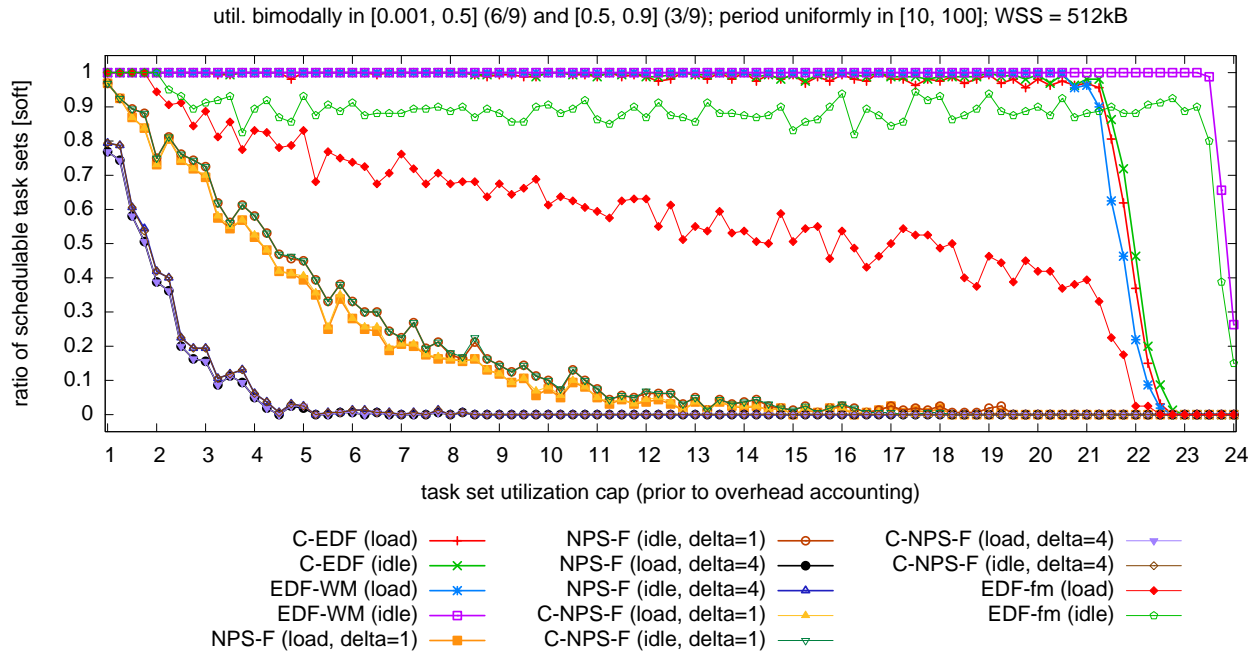 util. bimodally in [0.001, 0.5] (6/9) and [0.5, 0.9] (3/9); period uniformly in [10, 100]; WSS = 512kB
ratio of schedulable task sets [soft]
1
0.9
0.8
0.7
0.6
0.5
0.4
0.3
0.2
0.1
0
1 2 3 4 5 6 7 8 9 10 11 12 13 14 15 16 17 18 19 20 21 22 23 24
task set utilization cap (prior to overhead accounting)
C-EDF (load)
C-EDF (idle)
EDF-WM (load)
EDF-WM (idle)
NPS-F (load, delta=1)
NPS-F (idle, delta=1)
NPS-F (load, delta=4)
NPS-F (idle, delta=4)
C-NPS-F (load, delta=1)
C-NPS-F (idle, delta=1)
C-NPS-F (load, delta=4)
C-NPS-F (idle, delta=4)
EDF-fm (load)
EDF-fm (idle)